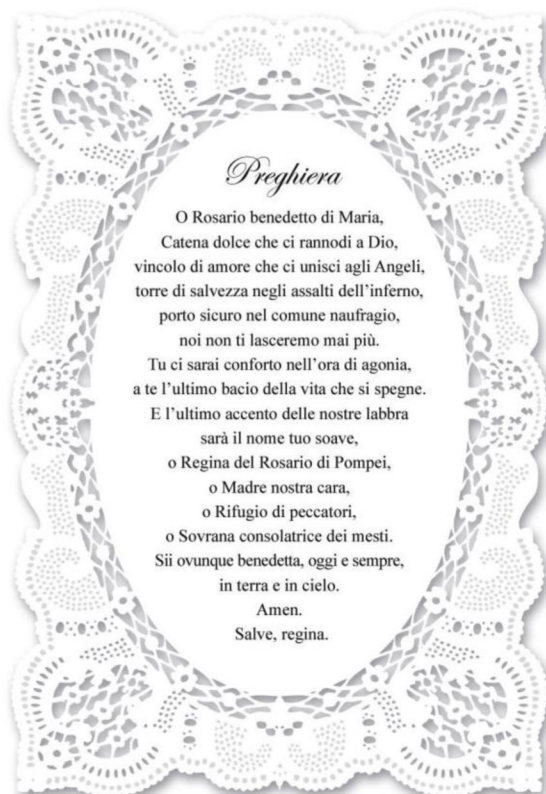 Preghiera
O Rosario benedetto di Maria,
Catena dolce che ci rannodi a Dio,
vincolo di amore che ci unisci agli Angeli,
torre di salvezza negli assalti dell’inferno,
porto sicuro nel comune naufragio,
noi non ti lasceremo mai più.
Tu ci sarai conforto nell’ora di agonia,
a te l’ultimo bacio della vita che si spegne.
E l’ultimo accento delle nostre labbra
sarà il nome tuo soave,
o Regina del Rosario di Pompei,
o Madre nostra cara,
o Rifugio di peccatori,
o Sovrana consolatrice dei mesti.
Sii ovunque benedetta, oggi e sempre,
in terra e in cielo.
Amen.
Salve, regina.